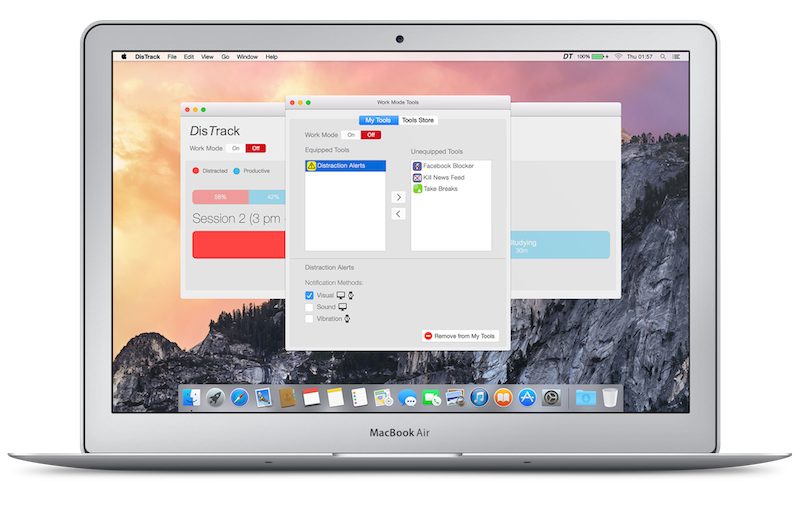 DisTrack File Edit View Go Window Help
DT 100% Thu 01:57
DisTrack
Work Mode On Off
Distracted Productive
58% 42%
Session 2 (3 pm -
Studying
30m
Work Mode Tools
My Tools Tools Store
Work Mode On Off
Equipped Tools
Distraction Alerts
Unequipped Tools
Facebook Blocker
Kill News Feed
Take Breaks
Distraction Alerts
Notification Methods:
Visual
Sound
Vibration
Remove from My Tools
MacBook Air